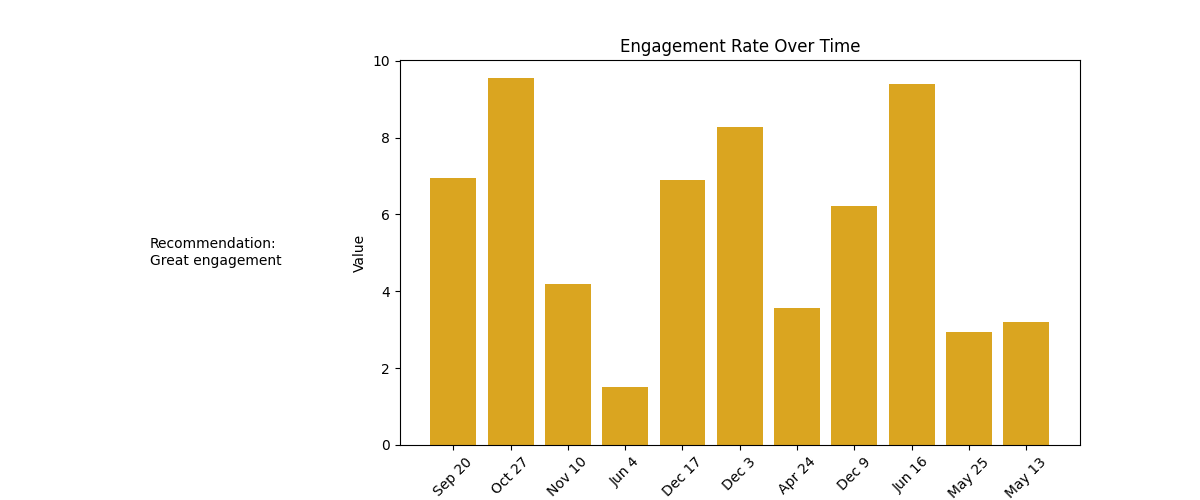 Engagement Rate Over Time
Recommendation:
Great engagement
Value
10
8
6
4
2
0
Sep 20
Oct 27
Nov 10
Jun 4
Dec 17
Dec 3
Apr 24
Dec 9
Jun 16
May 25
May 13